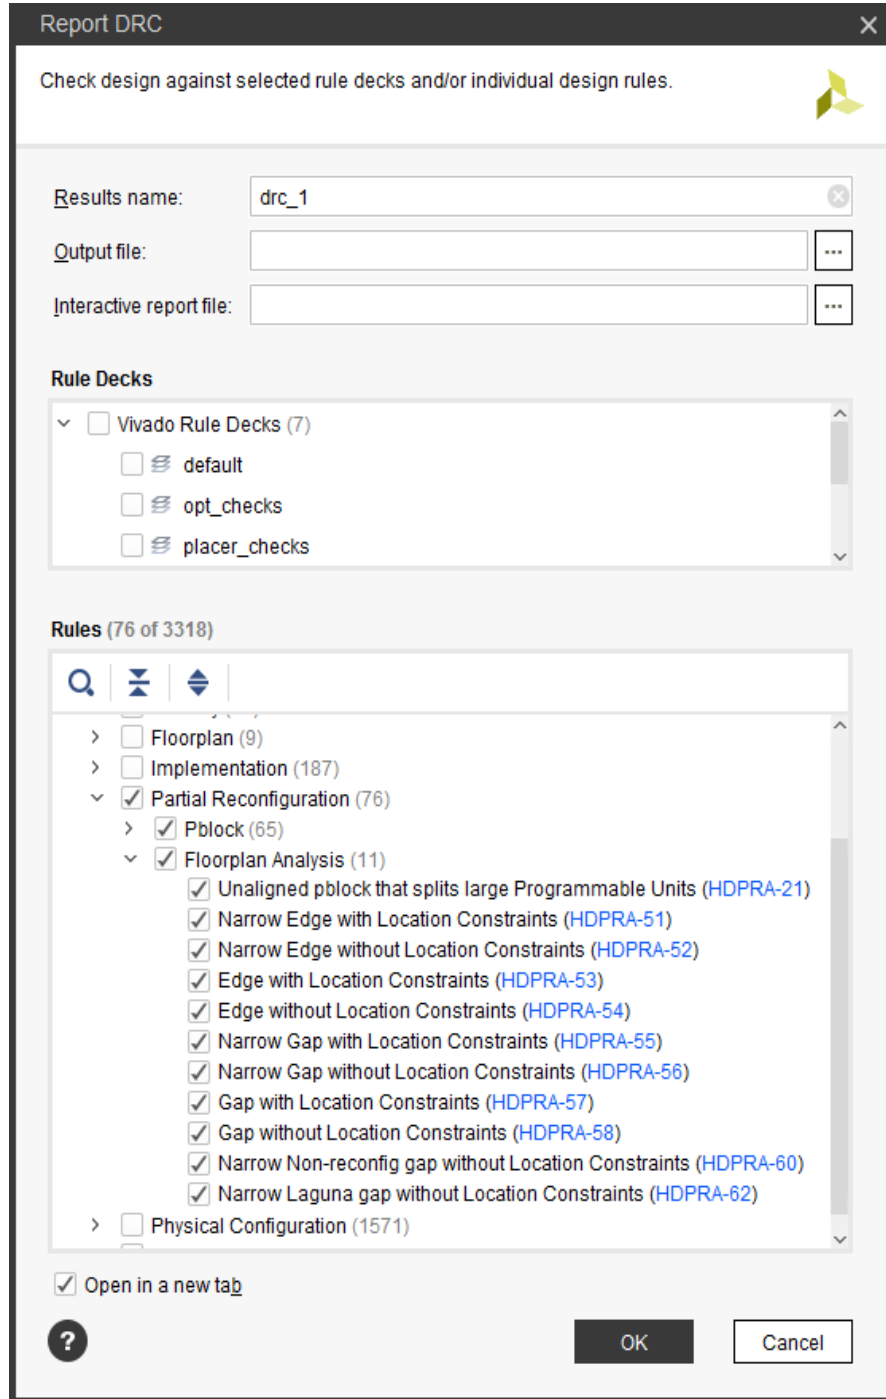 Report DRC
Check design against selected rule decks and/or individual design rules.
Results name: drc_1
Output file: ...
Interactive report file: ...
Rule Decks
Vivado Rule Decks (7)
default
opt_checks
placer_checks
Rules (76 of 3318)
Floorplan (9)
Implementation (187)
Partial Reconfiguration (76)
Pblock (65)
Floorplan Analysis (11)
Unaligned pblock that splits large Programmable Units (HDPRA-21)
Narrow Edge with Location Constraints (HDPRA-51)
Narrow Edge without Location Constraints (HDPRA-52)
Edge with Location Constraints (HDPRA-53)
Edge without Location Constraints (HDPRA-54)
Narrow Gap with Location Constraints (HDPRA-55)
Narrow Gap without Location Constraints (HDPRA-56)
Gap with Location Constraints (HDPRA-57)
Gap without Location Constraints (HDPRA-58)
Narrow Non-reconfig gap without Location Constraints (HDPRA-60)
Narrow Laguna gap without Location Constraints (HDPRA-62)
Physical Configuration (1571)
Open in a new tab
? OK Cancel